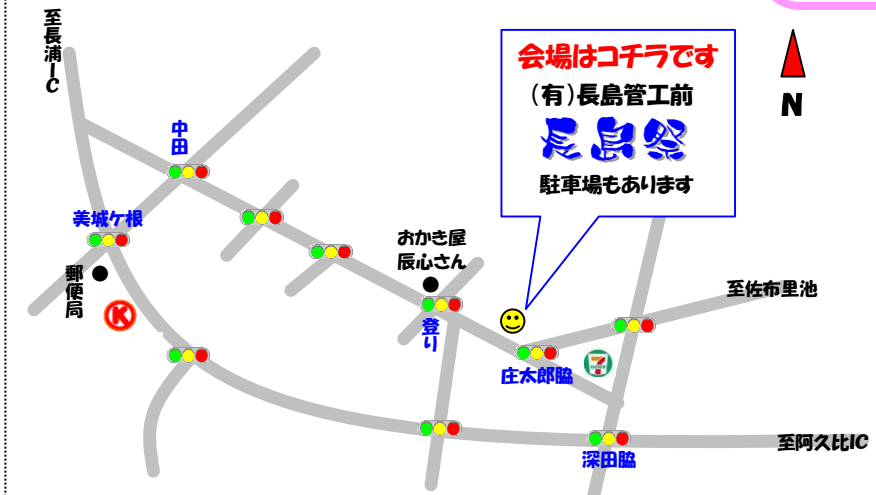 至長浦IC
会場はコチラです
(有)長島管工前
長島祭
駐車場もあります
N
中田
美城ケ根
郵便局
K
おかき屋
辰心さん
登り
至佐布里池
庄太郎脇
7
深田脇
至阿久比IC